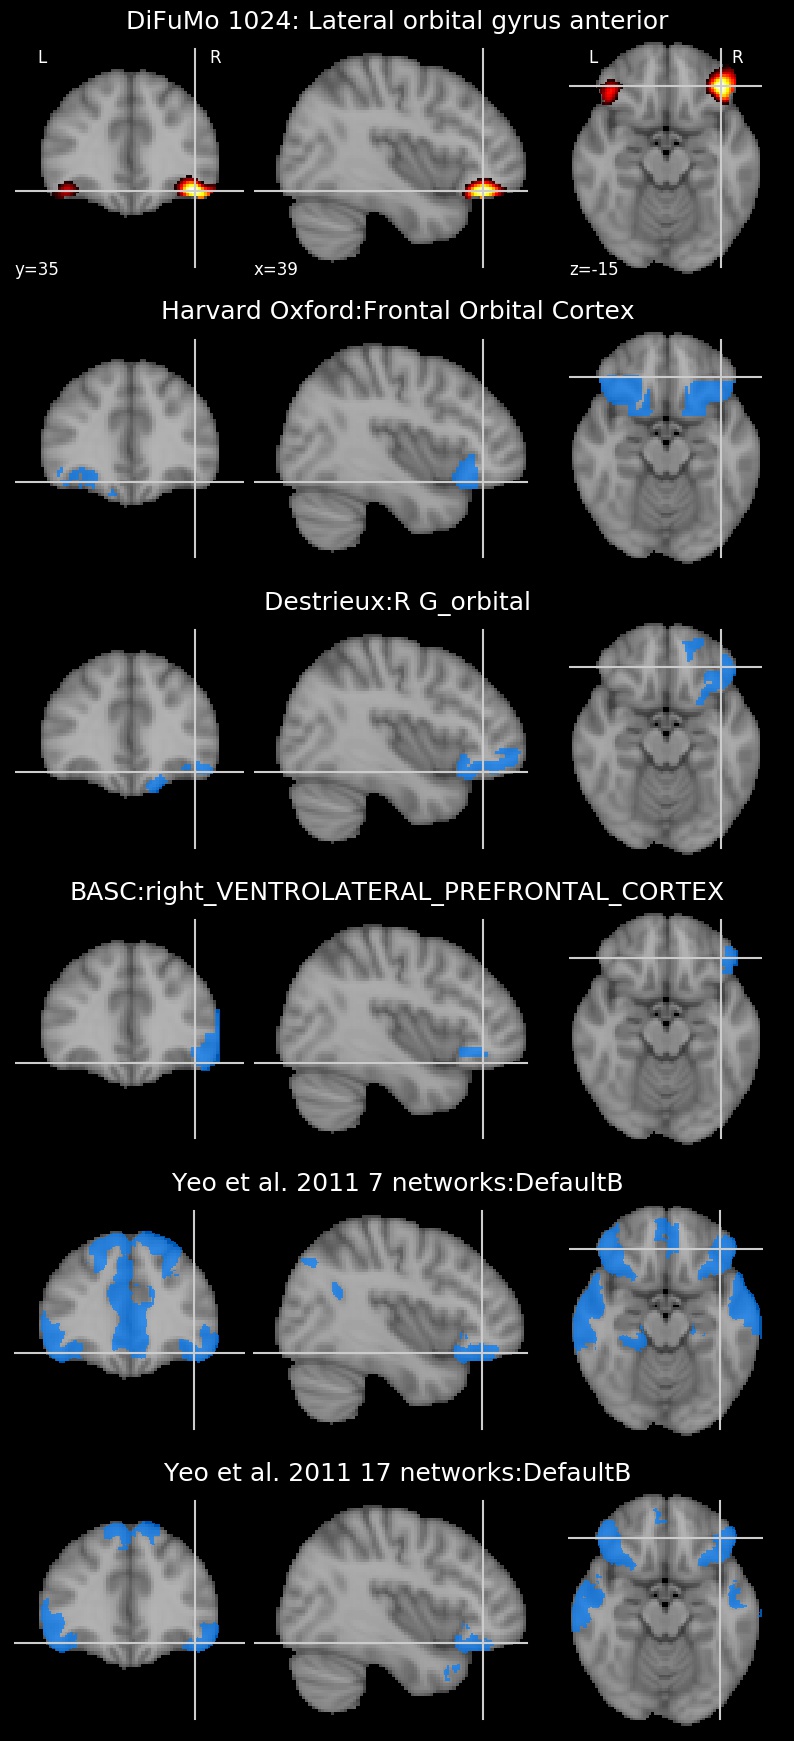 DiFuMo 1024: Lateral orbital gyrus anterior
L R L R
y=35 x=39 z=-15
Harvard Oxford:Frontal Orbital Cortex
Destrieux:R G_orbital
BASC:right_VENTROLATERAL_PREFRONTAL_CORTEX
Yeo et al. 2011 7 networks:DefaultB
Yeo et al. 2011 17 networks:DefaultB